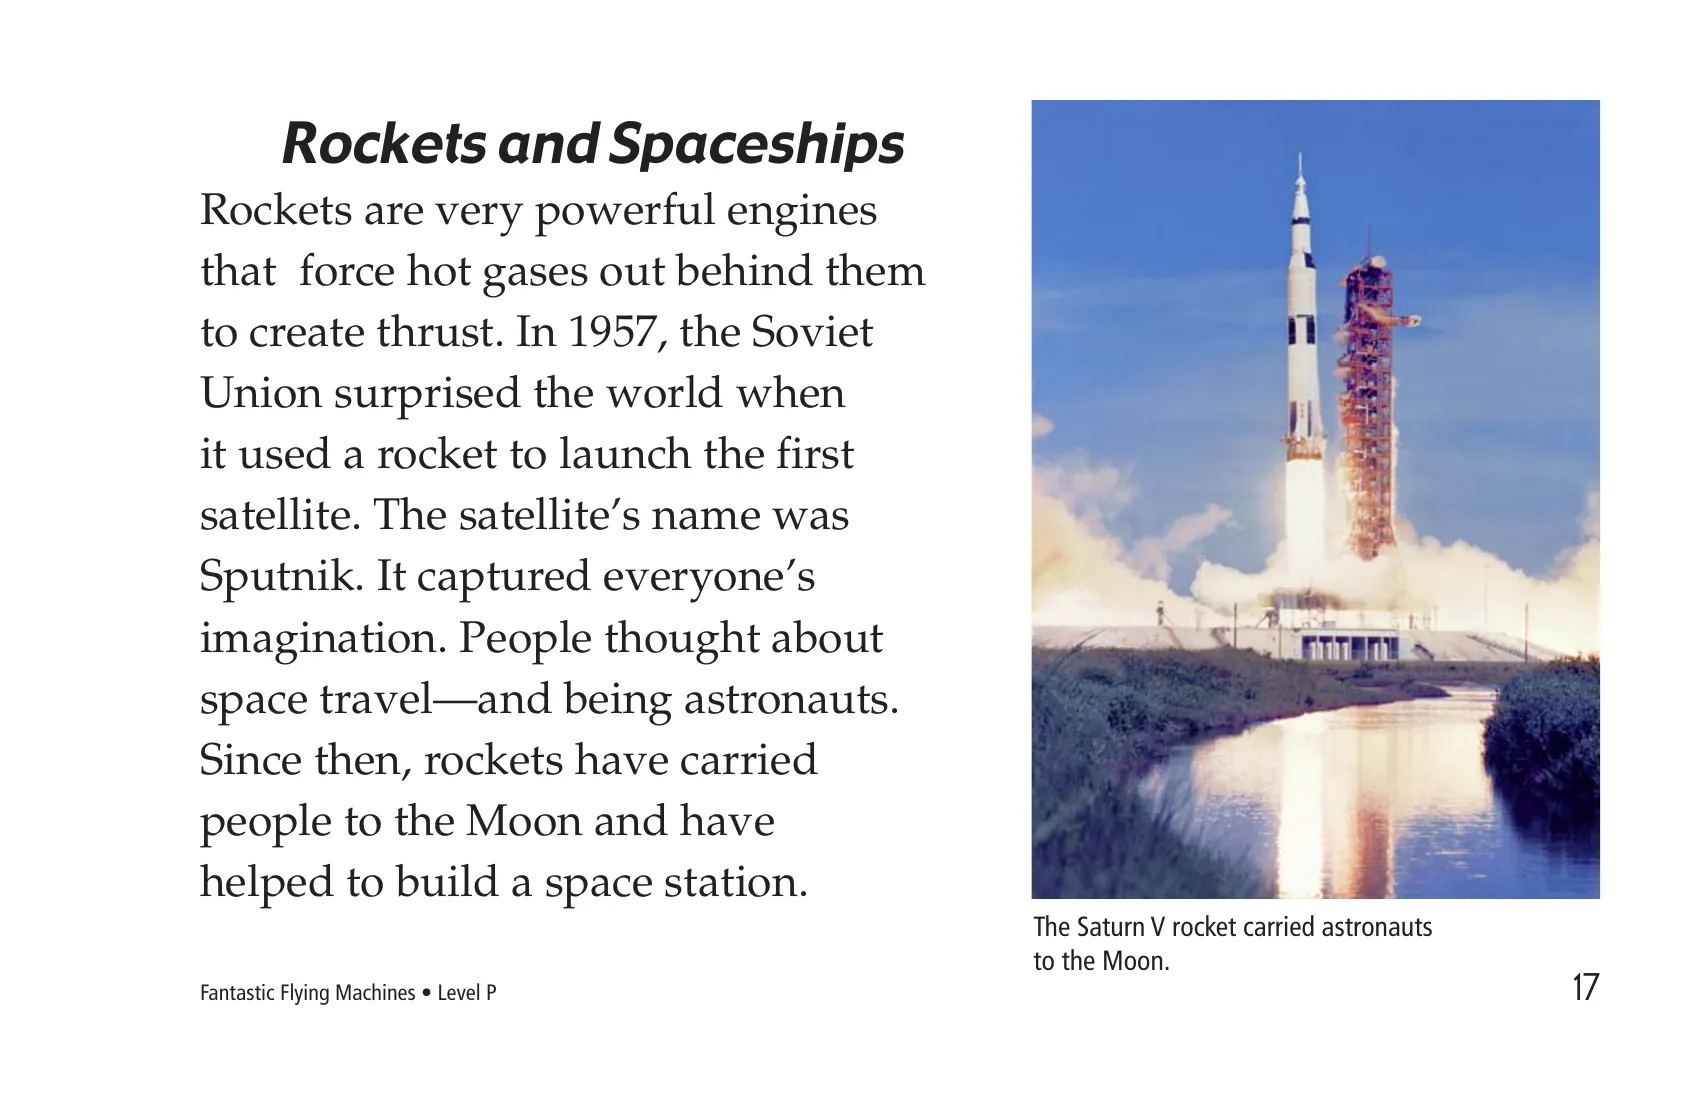 Rockets and Spaceships
Rockets are very powerful engines
that  force hot gases out behind them
to create thrust. In 1957, the Soviet
Union surprised the world when
it used a rocket to launch the first
satellite. The satellite’s name was
Sputnik. It captured everyone’s
imagination. People thought about
space travel—and being astronauts.
Since then, rockets have carried
people to the Moon and have
helped to build a space station.
The Saturn V rocket carried astronauts
to the Moon.
Fantastic Flying Machines • Level P
17